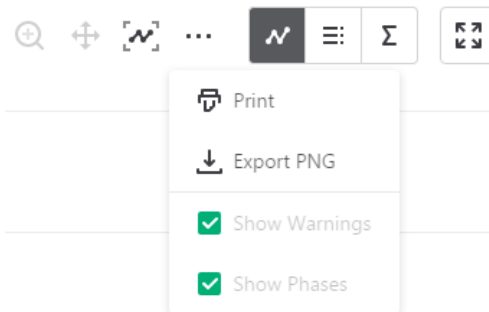 Σ
Print
Export PNG
Show Warnings
Show Phases